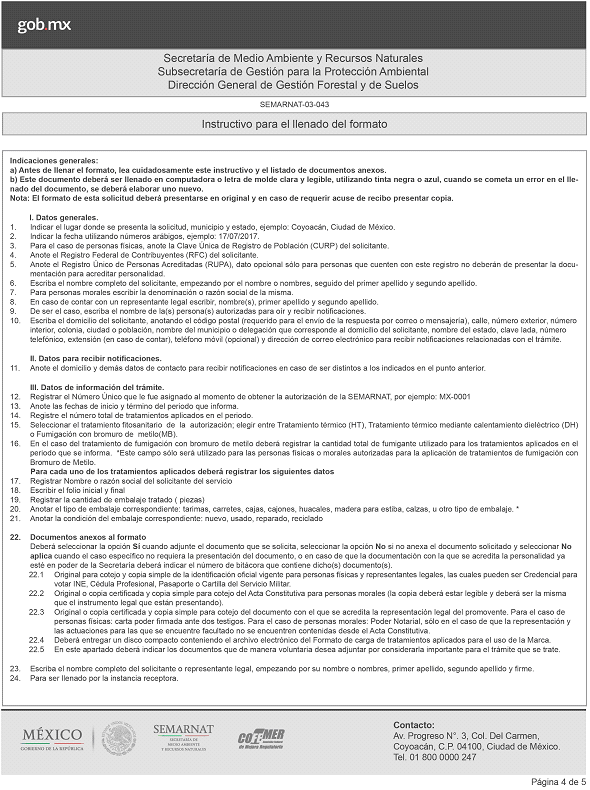 gob.mx
Secretaría de Medio Ambiente y Recursos Naturales
Subsecretaría de Gestión para la Protección Ambiental
Dirección General de Gestión Forestal y de Suelos
SEMARNAT-03-043
Instructivo para el llenado del formato
Indicaciones generales:
a) Antes de llenar el formato, lea cuidadosamente este instructivo y el listado de documentos anexos.
b) Este documento deberá ser llenado en computadora o letra de molde clara y legible, utilizando tinta negra o azul, cuando se cometa un error en el lle-
nado del documento, se deberá elaborar uno nuevo.
Nota: El formato de esta solicitud deberá presentarse en original y en caso de requerir acuse de recibo presentar copia.
I. Datos generales.
1. Indicar el lugar donde se presenta la solicitud, municipio y estado, ejemplo: Coyoacán, Ciudad de México.
2. Indicar la fecha utilizando números arábigos, ejemplo: 17/07/2017.
3. Para el caso de personas físicas, anote la Clave Única de Registro de Población (CURP) del solicitante.
4. Anote el Registro Federal de Contribuyentes (RFC) del solicitante.
5. Anote el Registro Único de Personas Acreditadas (RUPA), dato opcional sólo para personas que cuenten con este registro no deberán de presentar la docu-
mentación para acreditar personalidad.
6. Escriba el nombre completo del solicitante, empezando por el nombre o nombres, seguido del primer apellido y segundo apellido.
7. Para personas morales escribir la denominación o razón social de la misma.
8. En caso de contar con un representante legal escribir, nombre(s), primer apellido y segundo apellido.
9. De ser el caso, escriba el nombre de la(s) persona(s) autorizadas para oír y recibir notificaciones.
10. Escriba el domicilio del solicitante, anotando el código postal (requerido para el envío de la respuesta por correo o mensajería), calle, número exterior, número
interior, colonia, ciudad o población, nombre del municipio o delegación que corresponde al domicilio del solicitante, nombre del estado, clave lada, número
telefónico, extensión (en caso de contar), teléfono móvil (opcional) y dirección de correo electrónico para recibir notificaciones relacionadas con el trámite.
II. Datos para recibir notificaciones.
11. Anote el domicilio y demás datos de contacto para recibir notificaciones en caso de ser distintos a los indicados en el punto anterior.
III. Datos de información del trámite.
12. Registrar el Número Único que le fue asignado al momento de obtener la autorización de la SEMARNAT, por ejemplo: MX-0001
13. Anote las fechas de inicio y término del periodo que informa.
14. Registre el número total de tratamientos aplicados en el periodo.
15. Seleccionar el tratamiento fitosanitario de la autorización; elegir entre Tratamiento térmico (HT), Tratamiento térmico mediante calentamiento dieléctrico (DH)
o Fumigación con bromuro de metilo(MB).
16. En el caso del tratamiento de fumigación con bromuro de metilo deberá registrar la cantidad total de fumigante utilizado para los tratamientos aplicados en el
periodo que se informa. *Este campo sólo será utilizado para las personas físicas o morales autorizadas para la aplicación de tratamientos de fumigación con
Bromuro de Metilo.
Para cada uno de los tratamientos aplicados deberá registrar los siguientes datos
17. Registrar Nombre o razón social del solicitante del servicio
18. Escribir el folio inicial y final
19. Registrar la cantidad de embalaje tratado ( piezas)
20. Anotar el tipo de embalaje correspondiente: tarimas, carretes, cajas, cajones, huacales, madera para estiba, calzas, u otro tipo de embalaje. *
21. Anotar la condición del embalaje correspondiente: nuevo, usado, reparado, reciclado
22. Documentos anexos al formato
Deberá seleccionar la opción Sí cuando adjunte el documento que se solicita, seleccionar la opción No si no anexa el documento solicitado y seleccionar No
aplica cuando el caso específico no requiera la presentación del documento, o en caso de que la documentación con la que se acredita la personalidad ya
esté en poder de la Secretaría deberá indicar el número de bitácora que contiene dicho(s) documento(s).
22.1 Original para cotejo y copia simple de la identificación oficial vigente para personas físicas y representantes legales, las cuales pueden ser Credencial para
votar INE, Cédula Profesional, Pasaporte o Cartilla del Servicio Militar.
22.2 Original o copia certificada y copia simple para cotejo del Acta Constitutiva para personas morales (la copia deberá estar legible y deberá ser la misma
que el instrumento legal que están presentando).
22.3 Original o copia certificada y copia simple para cotejo del documento con el que se acredita la representación legal del promovente. Para el caso de
personas físicas: carta poder firmada ante dos testigos. Para el caso de personas morales: Poder Notarial, sólo en el caso de que la representación y
las actuaciones para las que se encuentre facultado no se encuentren contenidas desde el Acta Constitutiva.
22.4 Deberá entregar un disco compacto conteniendo el archivo electrónico del Formato de carga de tratamientos aplicados para el uso de la Marca.
22.5 En este apartado deberá indicar los documentos que de manera voluntaria desea adjuntar por considerarla importante para el trámite que se trate.
23. Escriba el nombre completo del solicitante o representante legal, empezando por su nombre o nombres, primer apellido, segundo apellido y firme.
24. Para ser llenado por la instancia receptora.
MÉXICO
GOBIERNO DE LA REPÚBLICA
SEMARNAT
SECRETARÍA DE
MEDIO AMBIENTE
Y RECURSOS NATURALES
COFEMER
de Mejora Regulatoria
Contacto:
Av. Progreso N°. 3, Col. Del Carmen,
Coyoacán, C.P. 04100, Ciudad de México.
Tel. 01 800 0000 247
Página 4 de 5